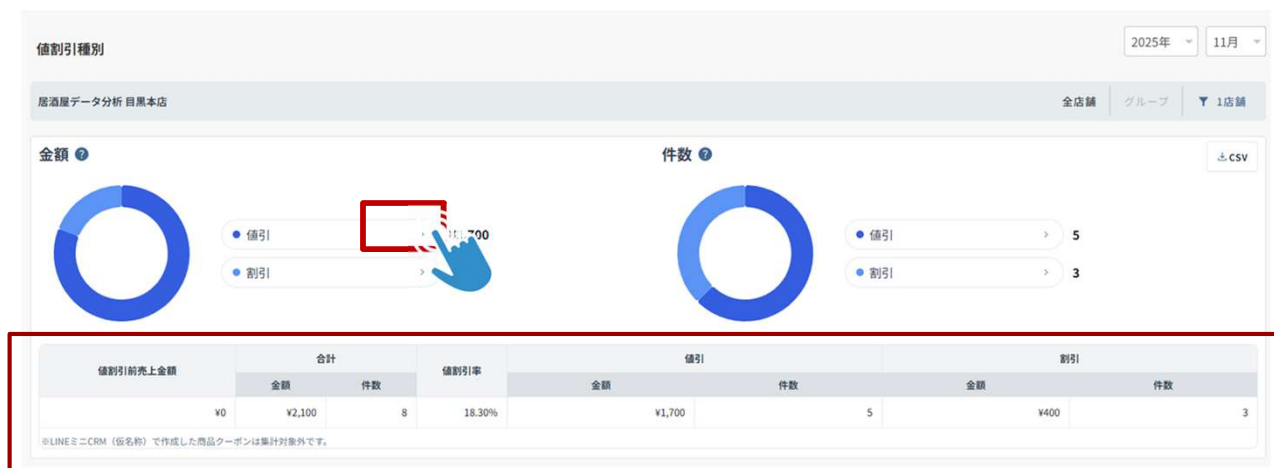 値割引種別
2025年 11月
居酒屋データ分析 目黒本店 全店舗 グループ 1店舗
金額 ? 件数 ? CSV
値引 > 値引 > 5
割引 > 割引 > 3
値割引前売上金額 合計 値割引率 値引 割引
金額 件数 金額 件数 金額 件数
¥0 ¥2,100 8 18.30% ¥1,700 5 ¥400 3
※LINEミニCRM（仮名称）で作成した商品クーポンは集計対象外です。